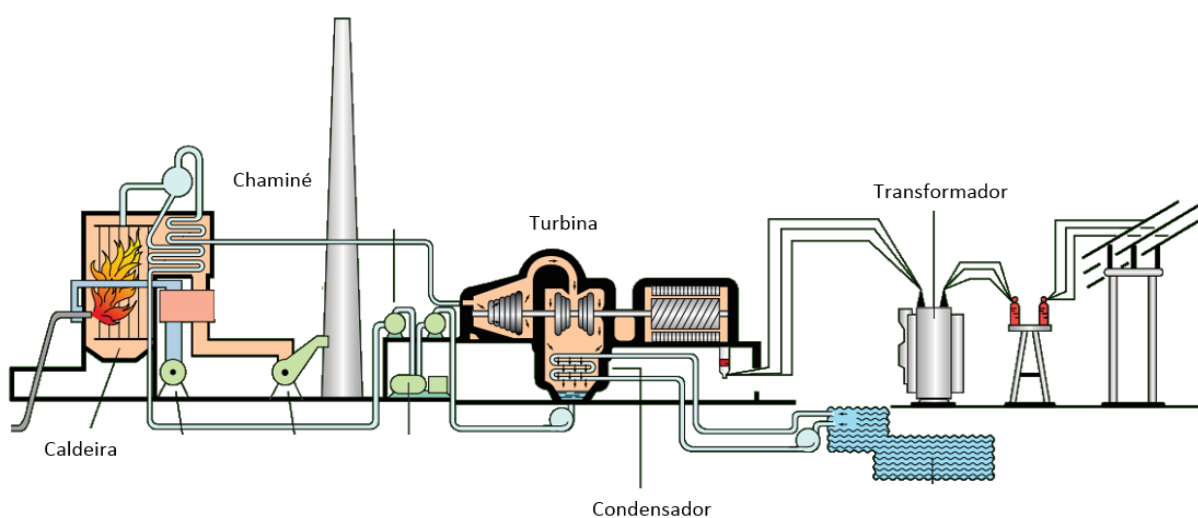 Chaminé
Transformador
Turbina
Caldeira
Condensador